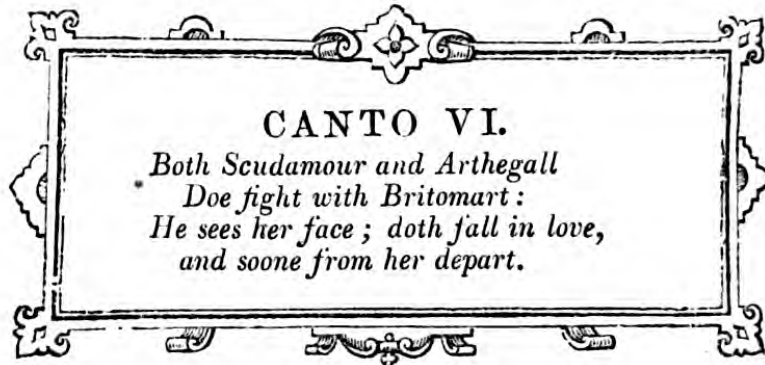 CANTO VI.
Both Scudamour and Arthegall
Doe fight with Britomart:
He sees her face; doth fall in love,
and soone from her depart.